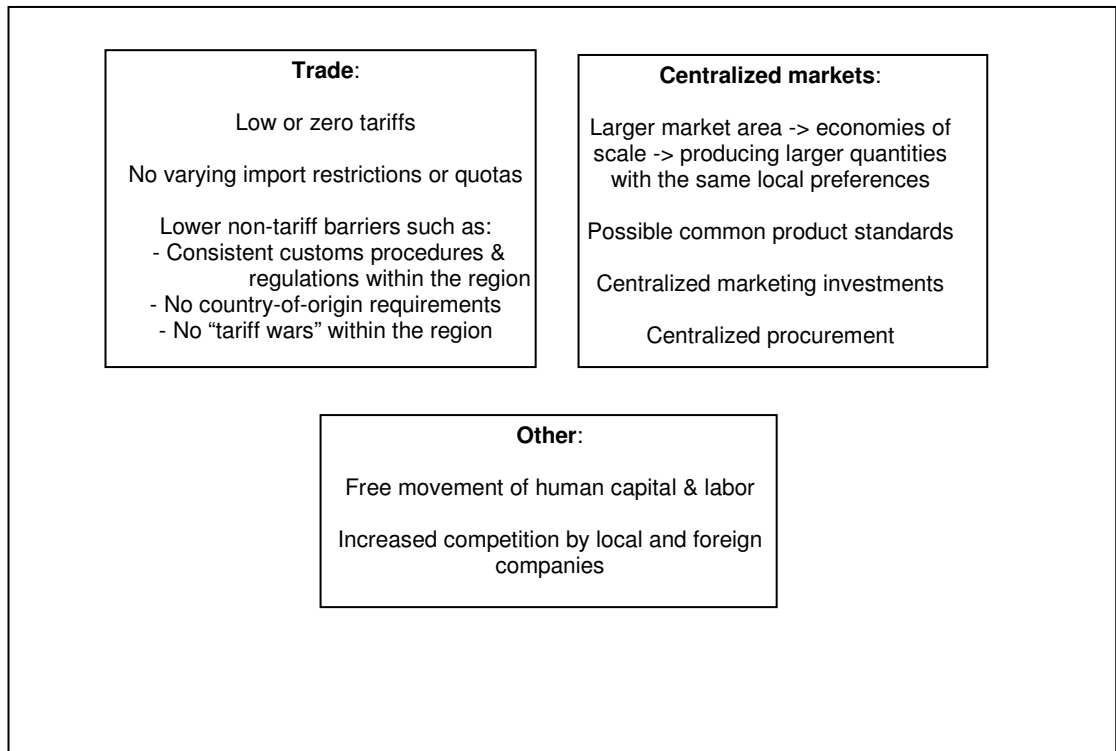 Trade:
Low or zero tariffs
No varying import restrictions or quotas
Lower non-tariff barriers such as:
- Consistent customs procedures &
regulations within the region
- No country-of-origin requirements
- No “tariff wars” within the region
Centralized markets:
Larger market area -> economies of
scale -> producing larger quantities
with the same local preferences
Possible common product standards
Centralized marketing investments
Centralized procurement
Other:
Free movement of human capital & labor
Increased competition by local and foreign
companies